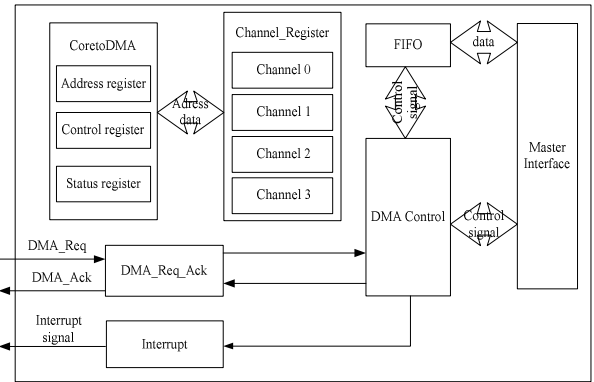 CoretoDMA
Address register
Control register
Status register
Adress
data
Channel_Register
Channel 0
Channel 1
Channel 2
Channel 3
FIFO
data
Control
signal
Master
Interface
DMA Control
Control
signal
DMA_Req
DMA_Ack
DMA_Req_Ack
Interrupt
signal
Interrupt